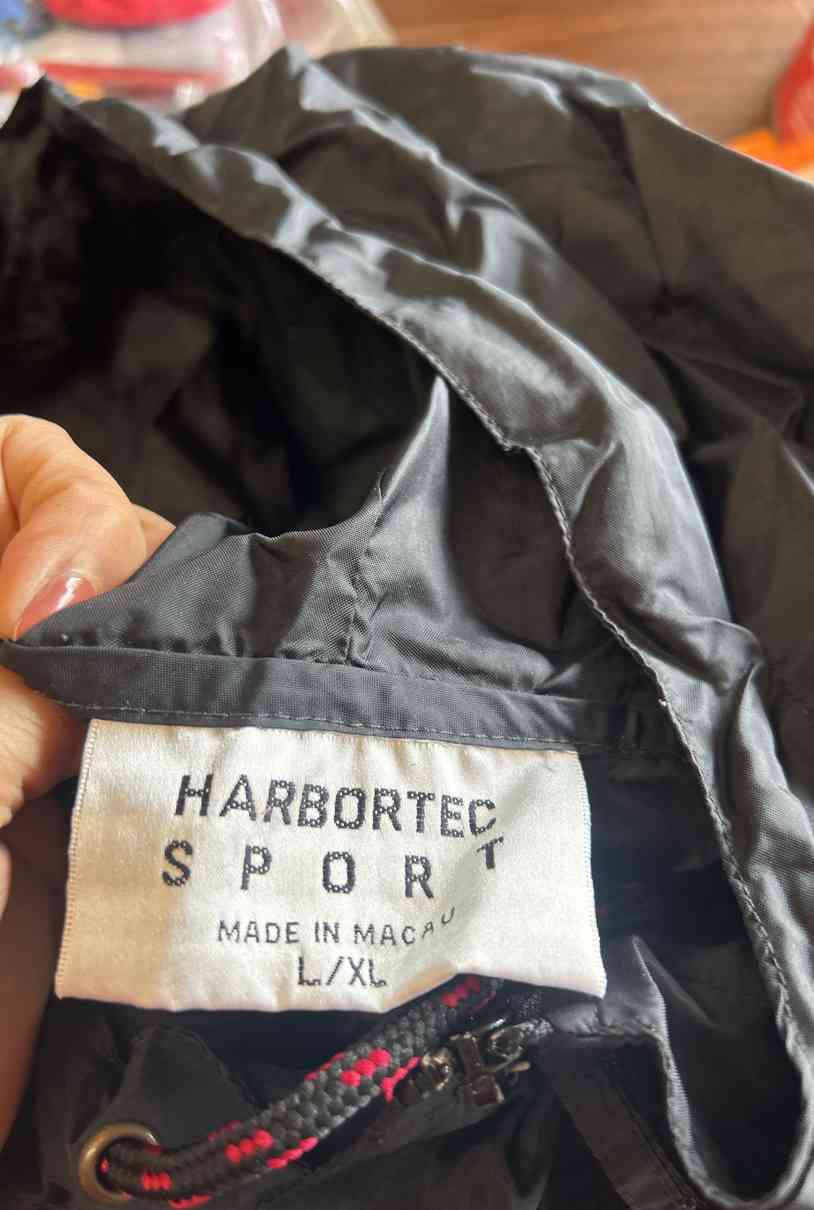 HARBORTEC
SPORT
MADE IN MACAU
L/XL